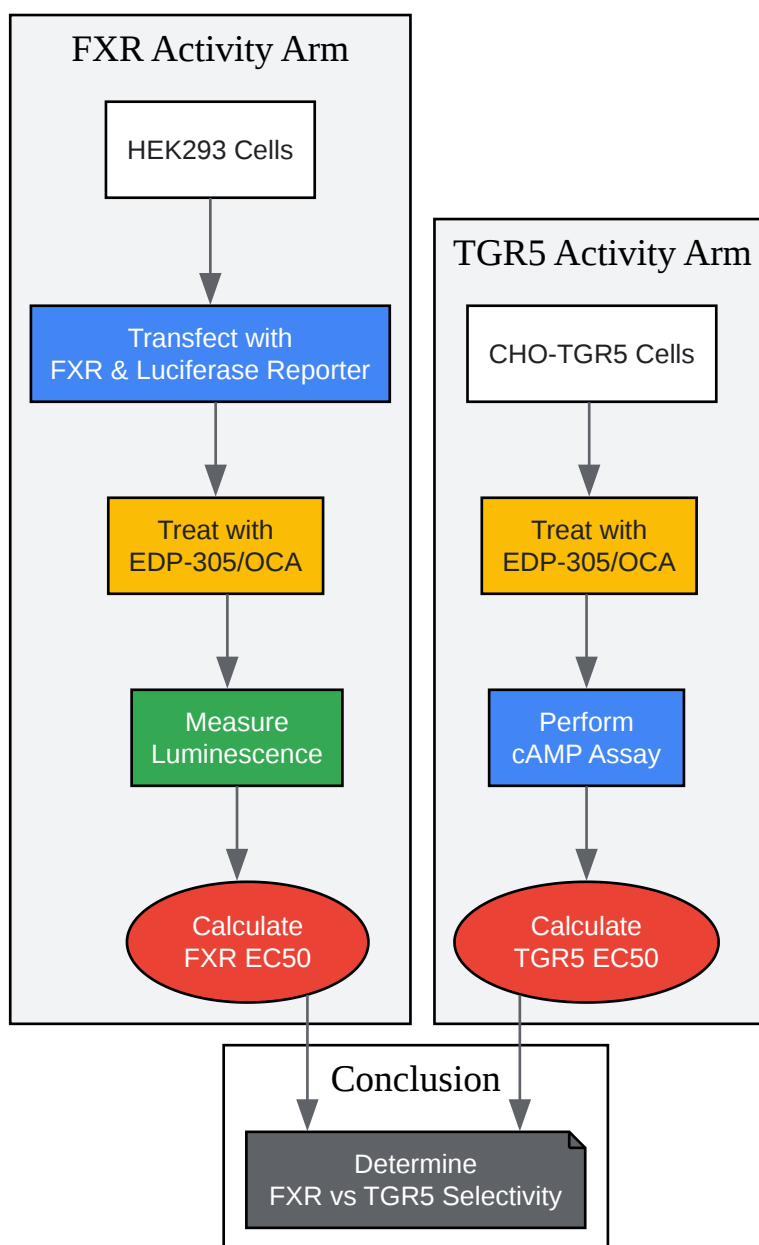 FXR Activity Arm
HEK293 Cells
Transfect with
FXR & Luciferase Reporter
Treat with
EDP-305/OCA
Measure
Luminescence
Calculate
FXR EC50
TGR5 Activity Arm
CHO-TGR5 Cells
Treat with
EDP-305/OCA
Perform
cAMP Assay
Calculate
TGR5 EC50
Conclusion
Determine
FXR vs TGR5 Selectivity